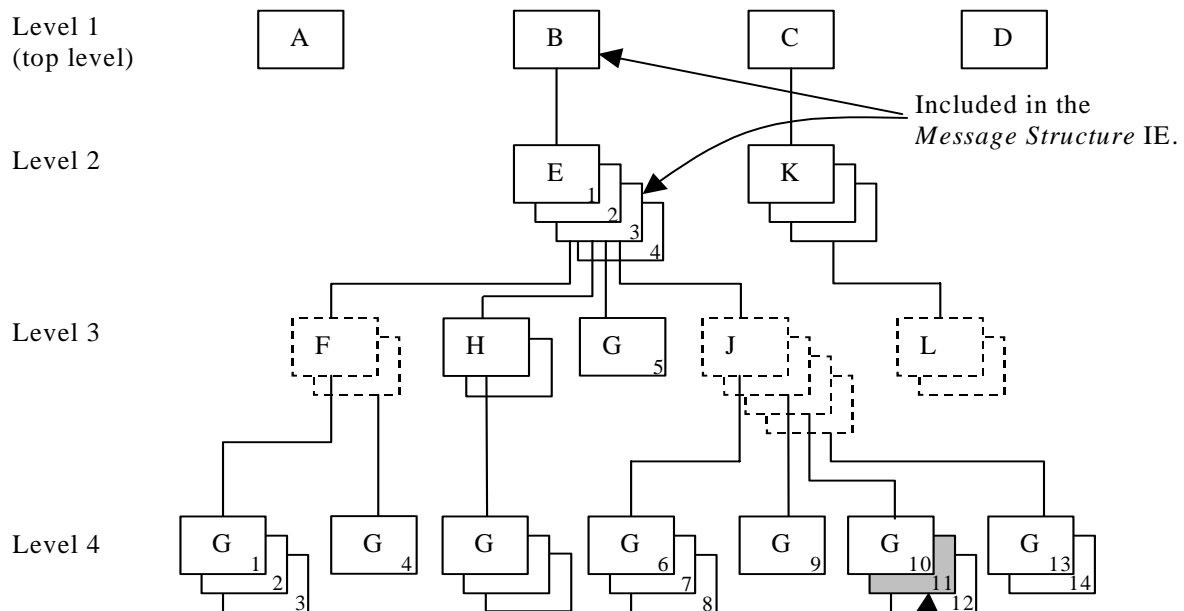 Level 1
(top level)
A
B
C
D
Included in the
Message Structure IE.
Level 2
E
1
2
3
4
K
Level 3
F
H
G
5
J
L
Level 4
G
1
2
3
G
4
G
G
6
7
8
G
9
G
10
11
12
G
13
14